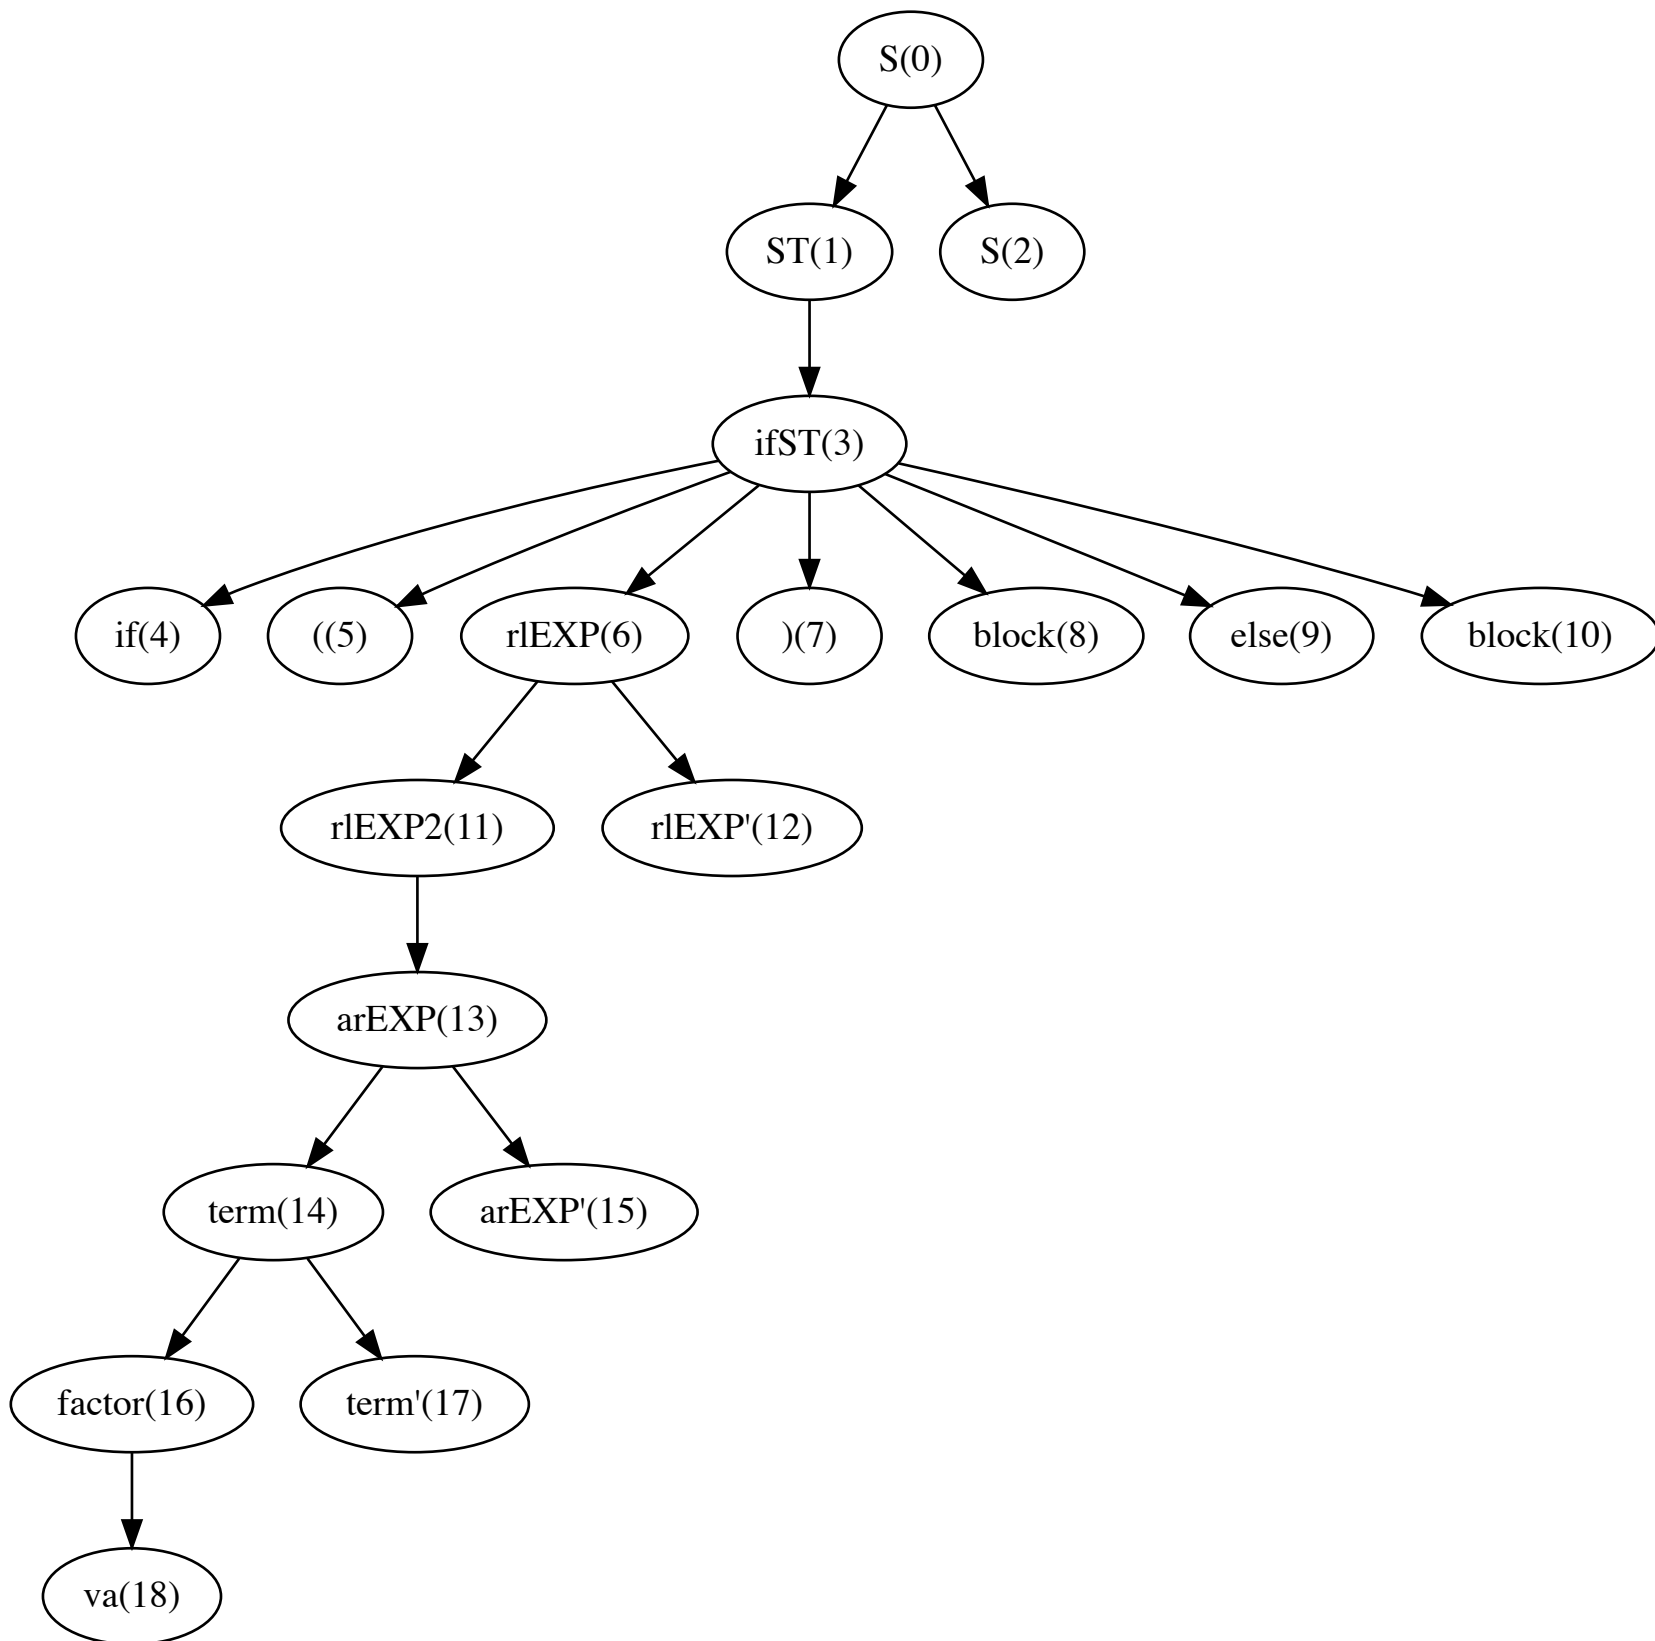 S(0)
ST(1)
S(2)
ifST(3)
if(4)
((5)
rlEXP(6)
)(7)
block(8)
else(9)
block(10)
rlEXP2(11)
rlEXP'(12)
arEXP(13)
term(14)
arEXP'(15)
factor(16)
term'(17)
va(18)